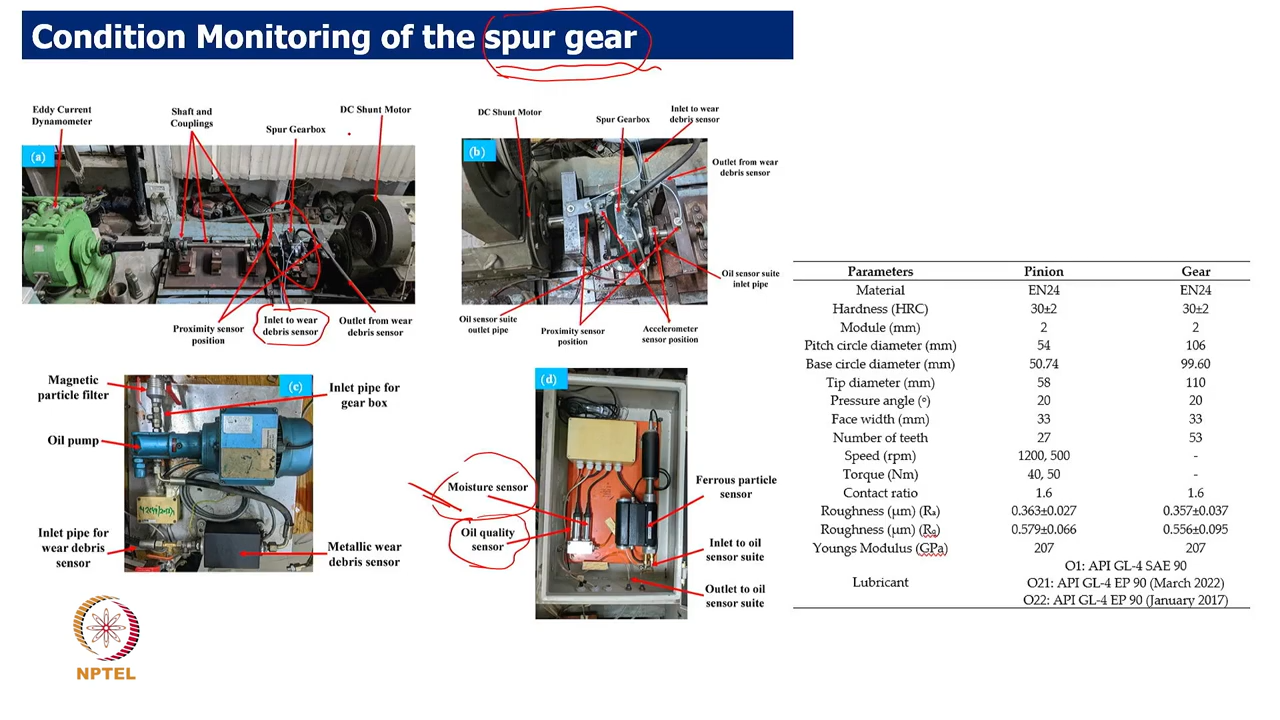 Condition Monitoring of the spur gear
Eddy Current
Dynamometer
Shaft and
Couplings
Spur Gearbox
DC Shunt Motor
(a)
Proximity sensor
position
Inlet to wear
debris sensor
Outlet from wear
debris sensor
DC Shunt Motor
Spur Gearbox
Inlet to wear
debris sensor
(b)
Outlet from wear
debris sensor
Oil sensor suite
inlet pipe
Oil sensor suite
outlet pipe
Proximity sensor
position
Accelerometer
sensor position
Magnetic
particle filter
(c)
Inlet pipe for
gear box
Oil pump
Inlet pipe for
wear debris
sensor
Metallic wear
debris sensor
(d)
Moisture sensor
Oil quality
sensor
Ferrous particle
sensor
Inlet to oil
sensor suite
Outlet to oil
sensor suite
Parameters Pinion Gear
Material EN24 EN24
Hardness (HRC) 30±2 30±2
Module (mm) 2 2
Pitch circle diameter (mm) 54 106
Base circle diameter (mm) 50.74 99.60
Tip diameter (mm) 58 110
Pressure angle (°) 20 20
Face width (mm) 33 33
Number of teeth 27 53
Speed (rpm) 1200, 500 -
Torque (Nm) 40, 50 -
Contact ratio 1.6 1.6
Roughness (μm) (Ra) 0.363±0.027 0.357±0.037
Roughness (μm) (Rq) 0.579±0.066 0.556±0.095
Youngs Modulus (GPa) 207 207
Lubricant O1: API GL-4 SAE 90
O21: API GL-4 EP 90 (March 2022)
O22: API GL-4 EP 90 (January 2017)
NPTEL